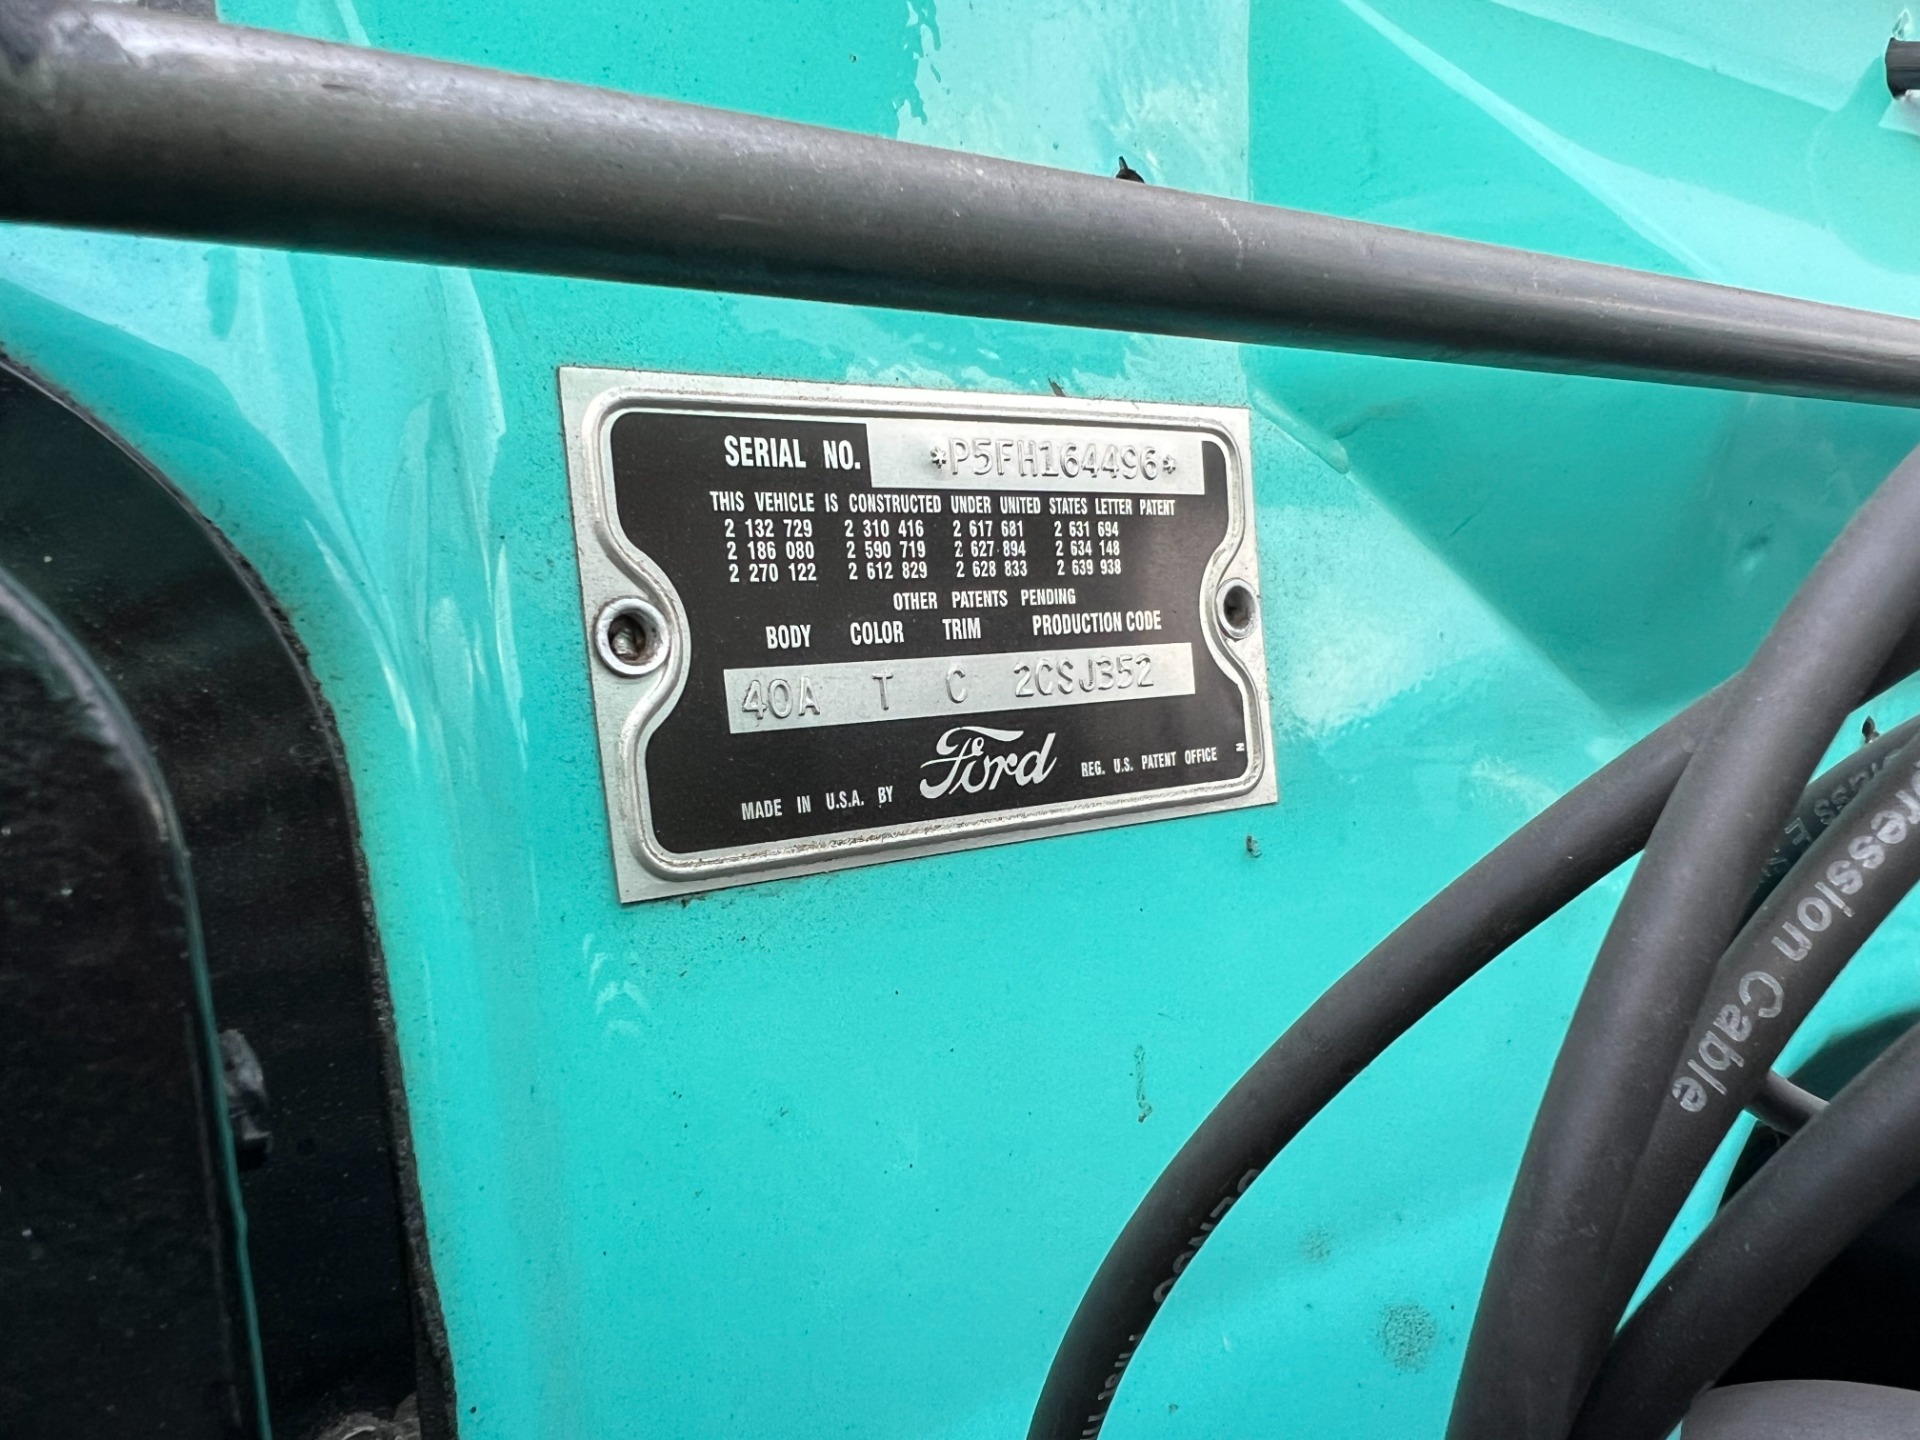 SERIAL NO. *P5FH164496*
THIS VEHICLE IS CONSTRUCTED UNDER UNITED STATES LETTER PATENT
2 132 729 2 310 416 2 617 681 2 631 694
2 186 080 2 590 719 2 627 894 2 634 148
2 270 122 2 612 829 2 628 833 2 639 938
OTHER PATENTS PENDING
BODY COLOR TRIM PRODUCTION CODE
40A T C 2CSJ352
MADE IN U.S.A. BY Ford REG. U.S. PATENT OFFICE
N
ression Cable